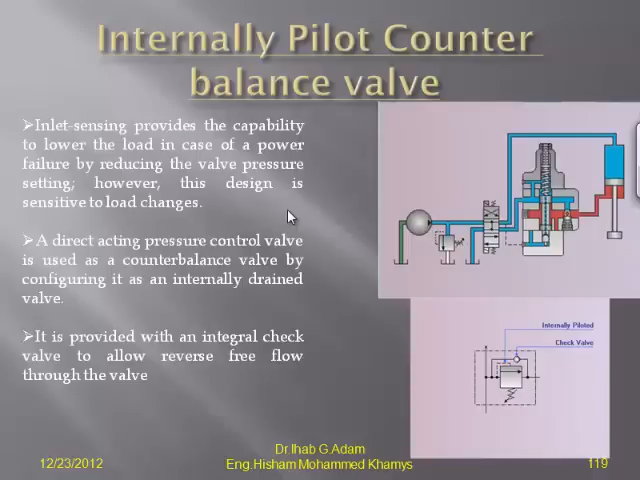 Internally Pilot Counter
balance valve
➢Inlet-sensing provides the capability
to lower the load in case of a power
failure by reducing the valve pressure
setting; however, this design is
sensitive to load changes.
➢A direct acting pressure control valve
is used as a counterbalance valve by
configuring it as an internally drained
valve.
➢It is provided with an integral check
valve to allow reverse free flow
through the valve
Internally Piloted
Check Valve
12/23/2012
Dr.Ihab G.Adam
Eng.Hisham Mohammed Khamys
119